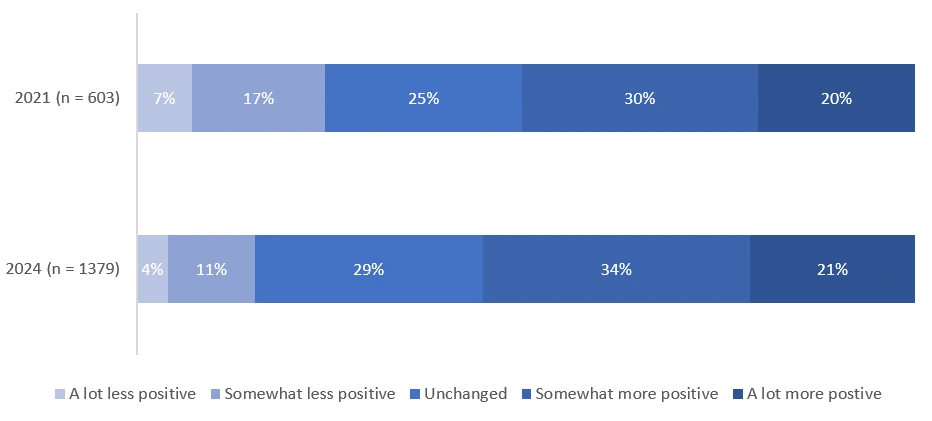 2021 (n = 603) 7% 17% 25% 30% 20%
2024 (n = 1379) 4% 11% 29% 34% 21%
A lot less positive Somewhat less positive Unchanged Somewhat more positive A lot more postive